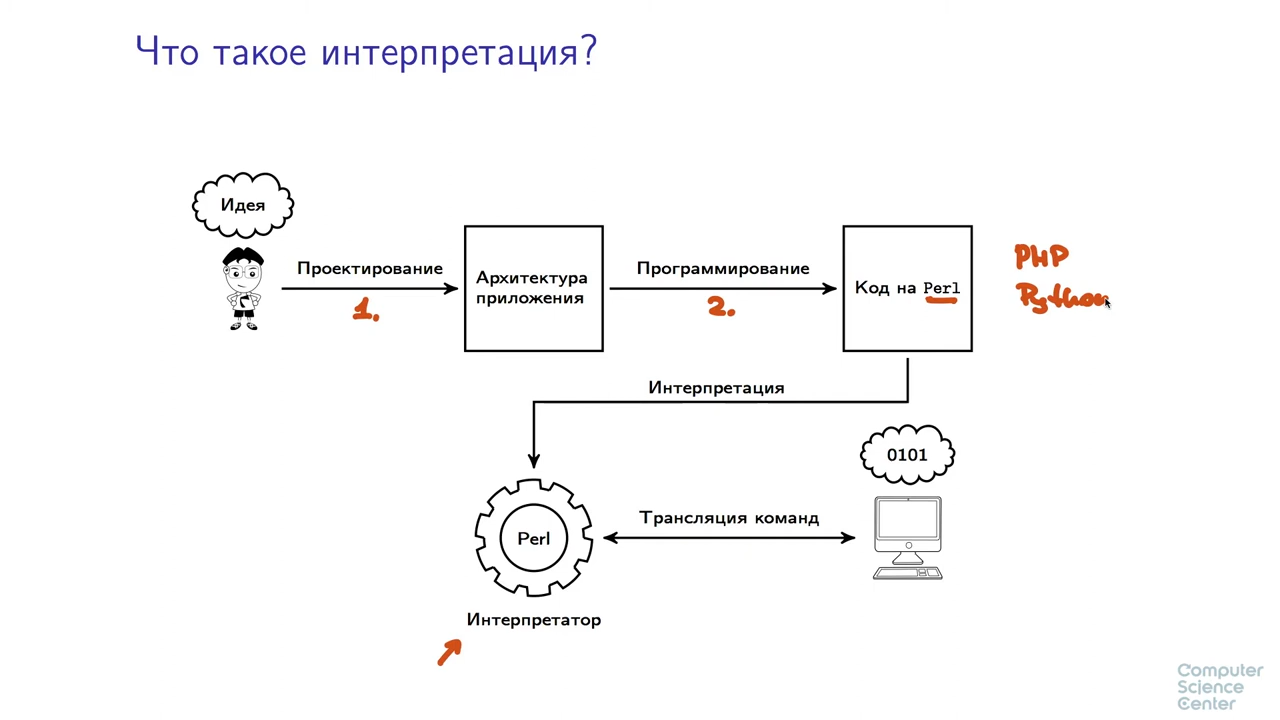 Что такое интерпретация?
Идея
Проектирование
1.
Архитектура
приложения
Программирование
2.
Код на Perl
PHP
Python
Интерпретация
0101
Perl
Трансляция команд
Интерпретатор
Computer
Science
Center